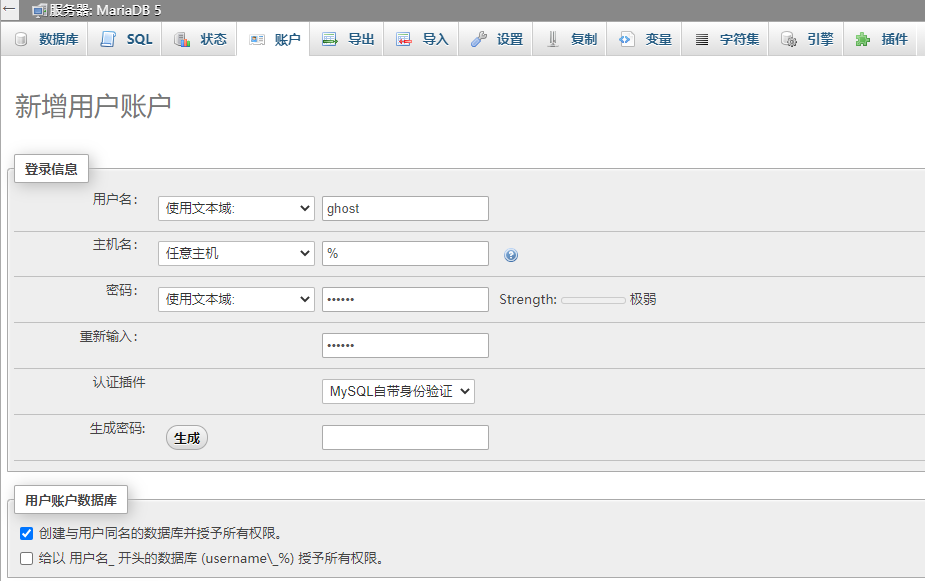 服务器: MariaDB 5
数据库 SQL 状态 账户 导出 导入 设置 复制 变量 字符集 引擎 插件
新增用户账户
登录信息
用户名: 使用文本域: ghost
主机名: 任意主机 %
密码: 使用文本域: •••••• Strength: 极弱
重新输入: ••••••
认证插件 MySQL自带身份验证
生成密码: 生成
用户账户数据库
创建与用户同名的数据库并授予所有权限。
给以 用户名_ 开头的数据库 (username\_%) 授予所有权限。